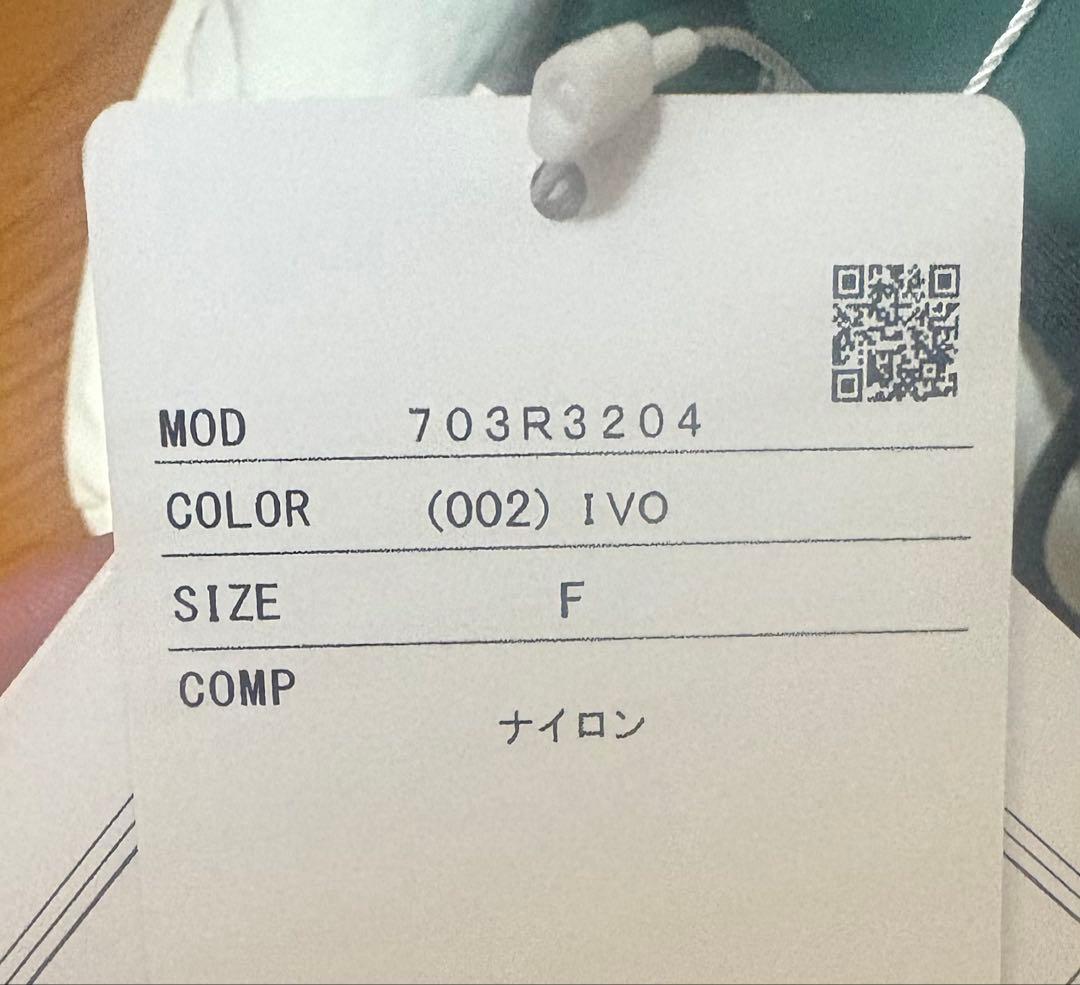 MOD 703R3204
COLOR (002) IVO
SIZE F
COMP
ナイロン